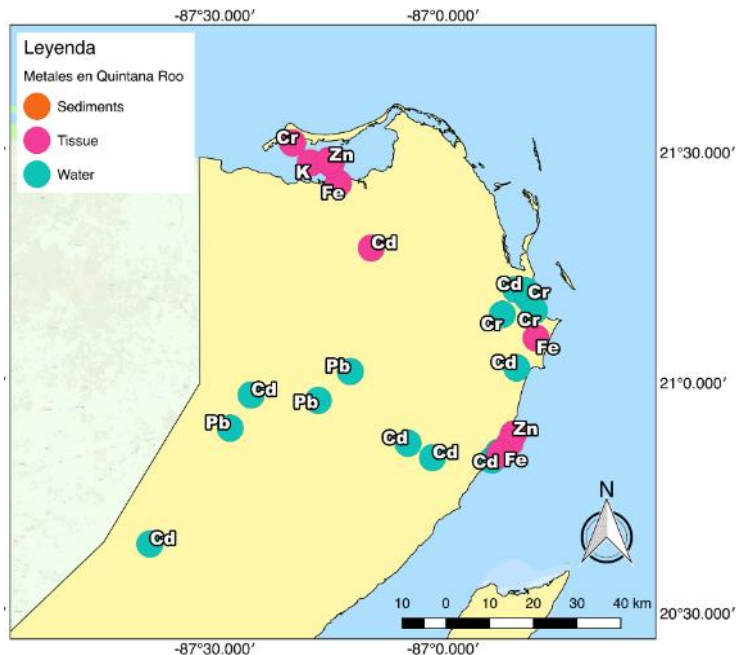 -87°30.000′ -87°0.000′
Leyenda
Metales en Quintana Roo
Sediments
Tissue
Water
Cr
Zn
K
Fe
21°30.000′
Cd
Cd
Cr
Cr
Cr
Fe
Cd
Pb
21°0.000′
Cd
Pb
Pb
Zn
Cd
Cd
Cd
Fe
Cd
N
10 0 10 20 30 40 km
20°30.000′
-87°30.000′ -87°0.000′